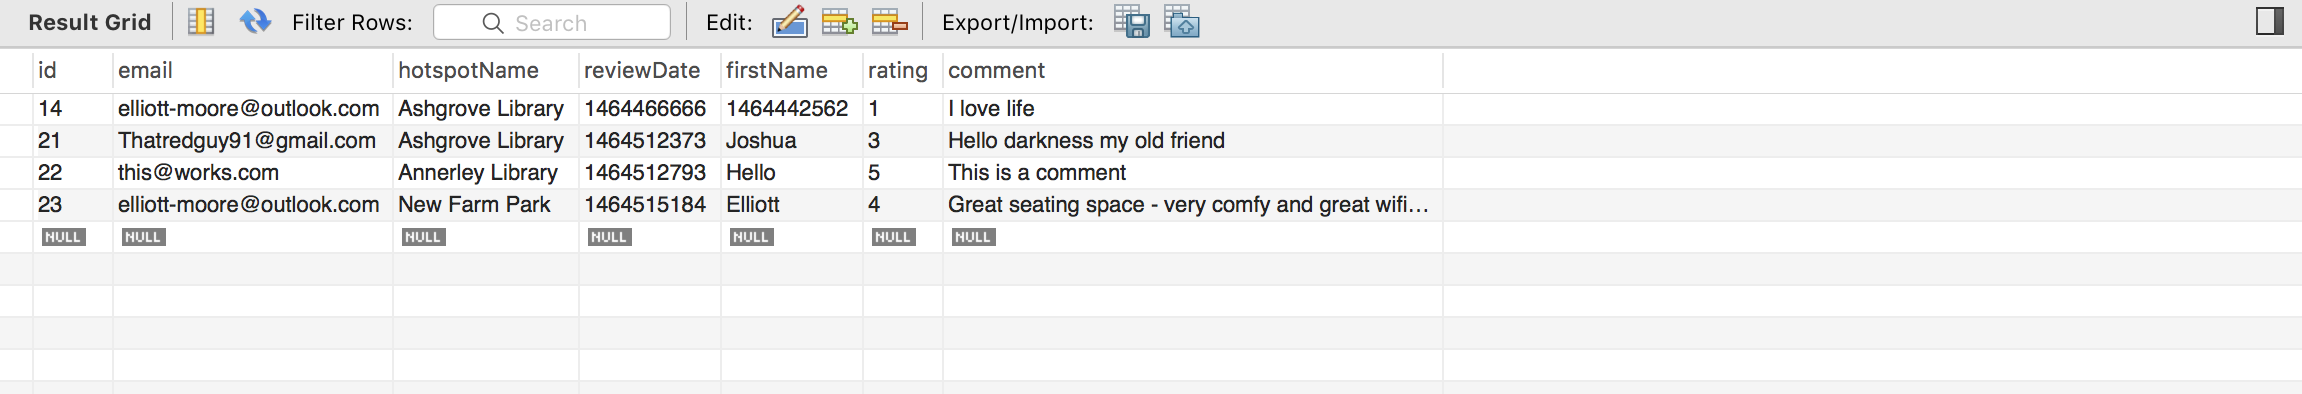 Result Grid Filter Rows: Search Edit: Export/Import:
id email hotspotName reviewDate firstName rating comment
14 elliott-moore@outlook.com Ashgrove Library 1464466666 1464442562 1 I love life
21 Thatredguy91@gmail.com Ashgrove Library 1464512373 Joshua 3 Hello darkness my old friend
22 this@works.com Annerley Library 1464512793 Hello 5 This is a comment
23 elliott-moore@outlook.com New Farm Park 1464515184 Elliott 4 Great seating space - very comfy and great wifi...
NULL NULL NULL NULL NULL NULL NULL